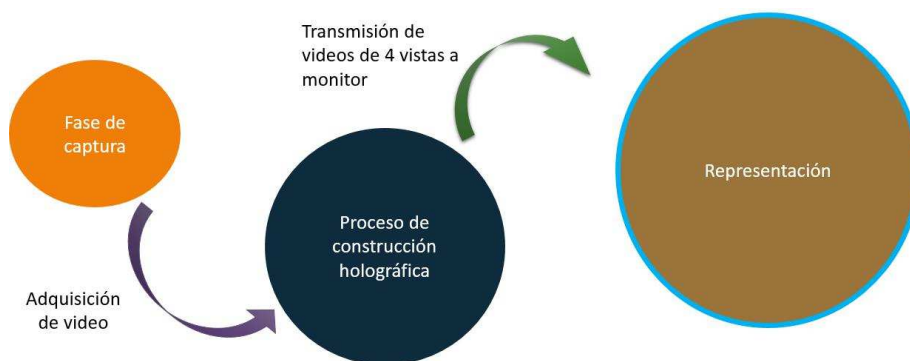 Fase de
captura
Adquisición
de video
Proceso de
construcción
holográfica
Transmisión de
videos de 4 vistas a
monitor
Representación